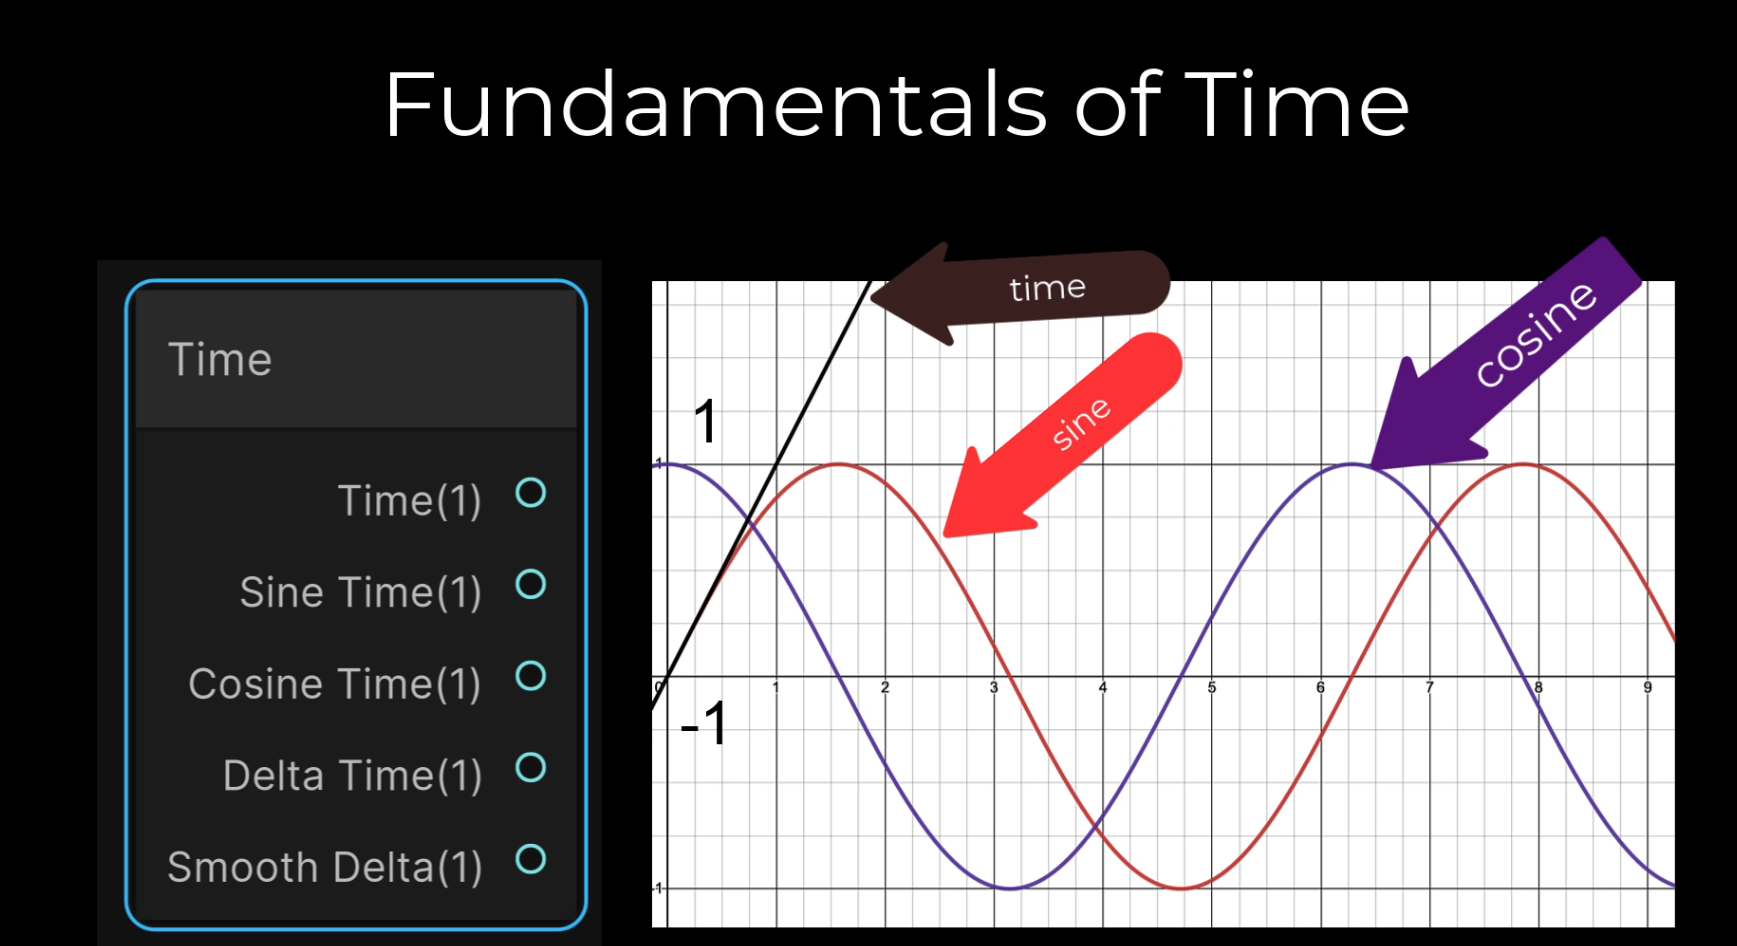 Fundamentals of Time
Time
Time(1)
Sine Time(1)
Cosine Time(1)
Delta Time(1)
Smooth Delta(1)
time
sine
cosine
1
1
0 1 2 3 4 5 6 7 8 9
-1
-1